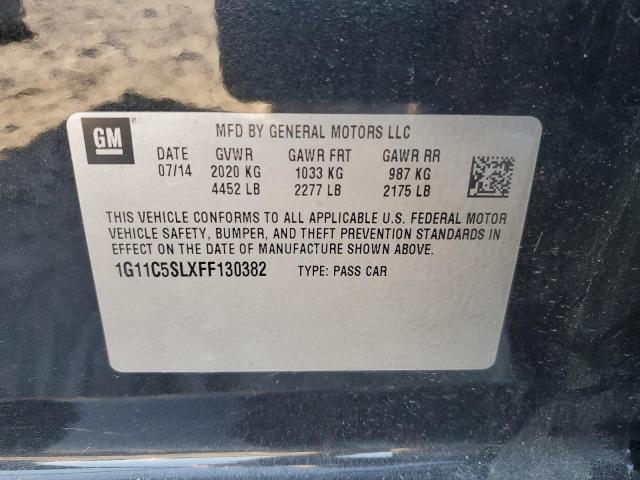 GM
MFD BY GENERAL MOTORS LLC
DATE GVWR GAWR FRT GAWR RR
07/14 2020 KG 1033 KG 987 KG
4452 LB 2277 LB 2175 LB
THIS VEHICLE CONFORMS TO ALL APPLICABLE U.S. FEDERAL MOTOR
VEHICLE SAFETY, BUMPER, AND THEFT PREVENTION STANDARDS IN
EFFECT ON THE DATE OF MANUFACTURE SHOWN ABOVE.
1G11C5SLXFF130382 TYPE: PASS CAR